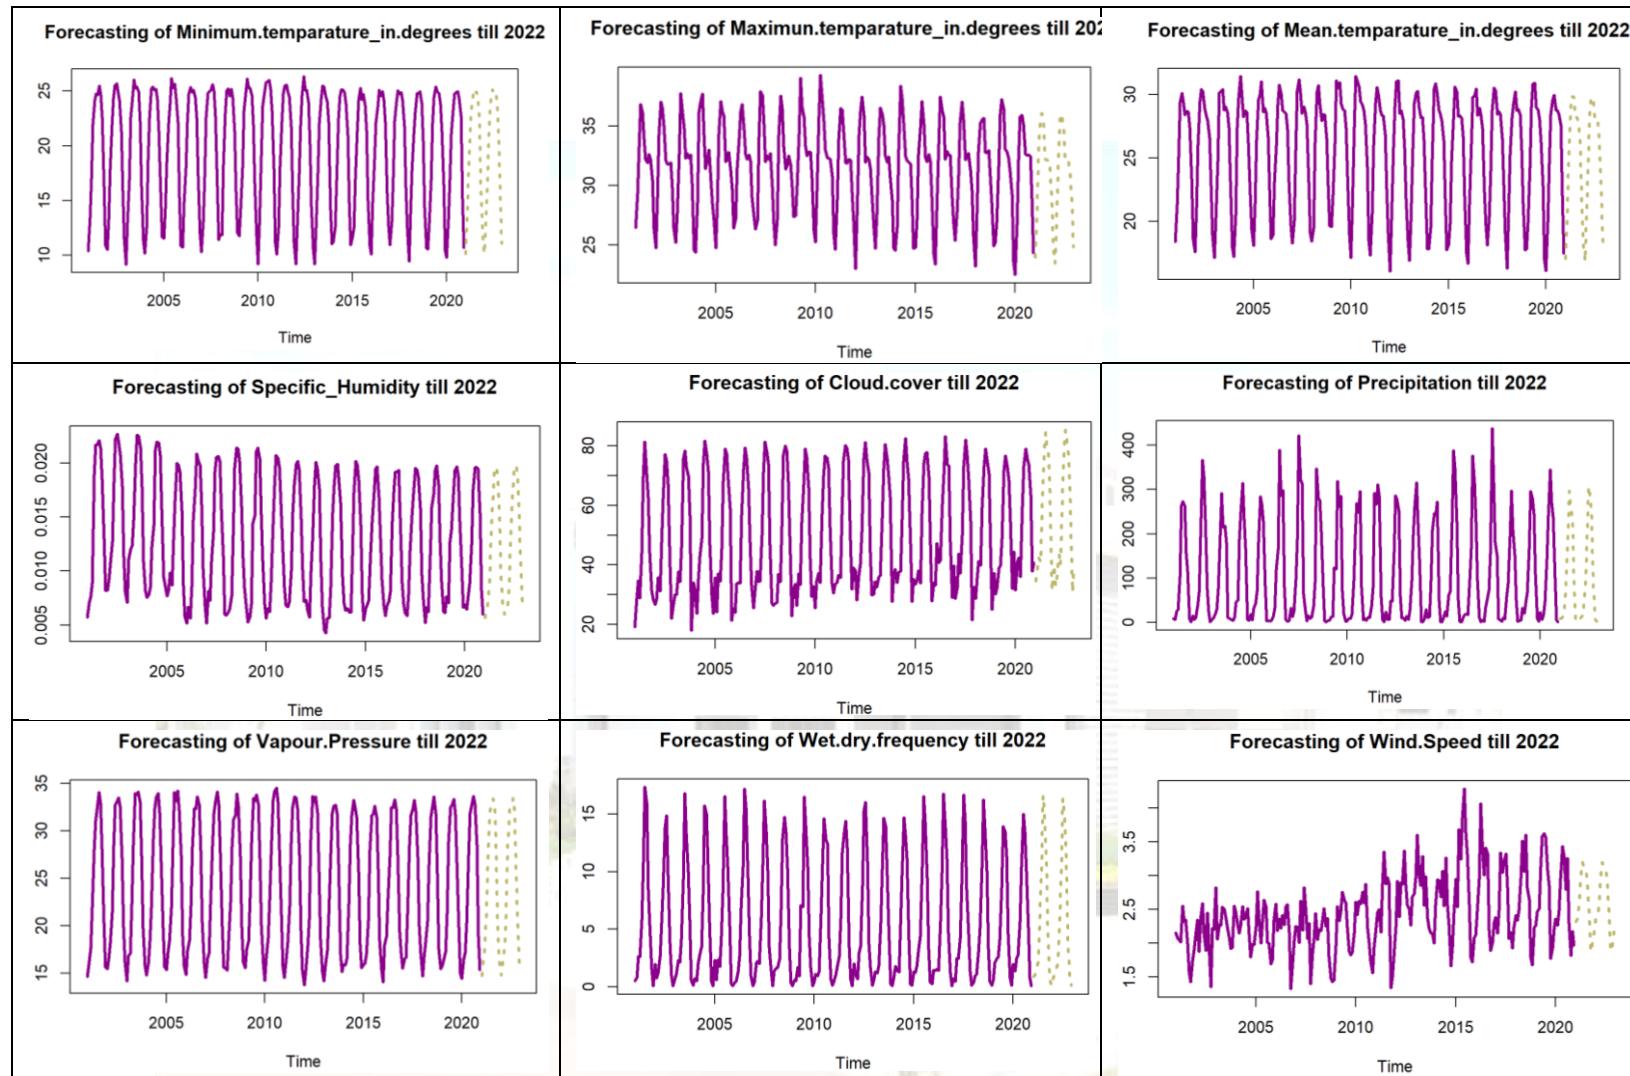 Forecasting of Minimum.temparature_in.degrees till 2022
25
20
15
10
2005 2010 2015 2020
Time
Forecasting of Maximun.temparature_in.degrees till 202
35
30
25
2005 2010 2015 2020
Time
Forecasting of Mean.temparature_in.degrees till 2022
30
25
20
2005 2010 2015 2020
Time
Forecasting of Specific_Humidity till 2022
0.020
0.015
0.010
0.005
2005 2010 2015 2020
Time
Forecasting of Cloud.cover till 2022
80
60
40
20
2005 2010 2015 2020
Time
Forecasting of Precipitation till 2022
400
300
200
100
0
2005 2010 2015 2020
Time
Forecasting of Vapour.Pressure till 2022
35
30
25
20
15
2005 2010 2015 2020
Time
Forecasting of Wet.dry.frequency till 2022
15
10
5
0
2005 2010 2015 2020
Time
Forecasting of Wind.Speed till 2022
3.5
2.5
1.5
2005 2010 2015 2020
Time